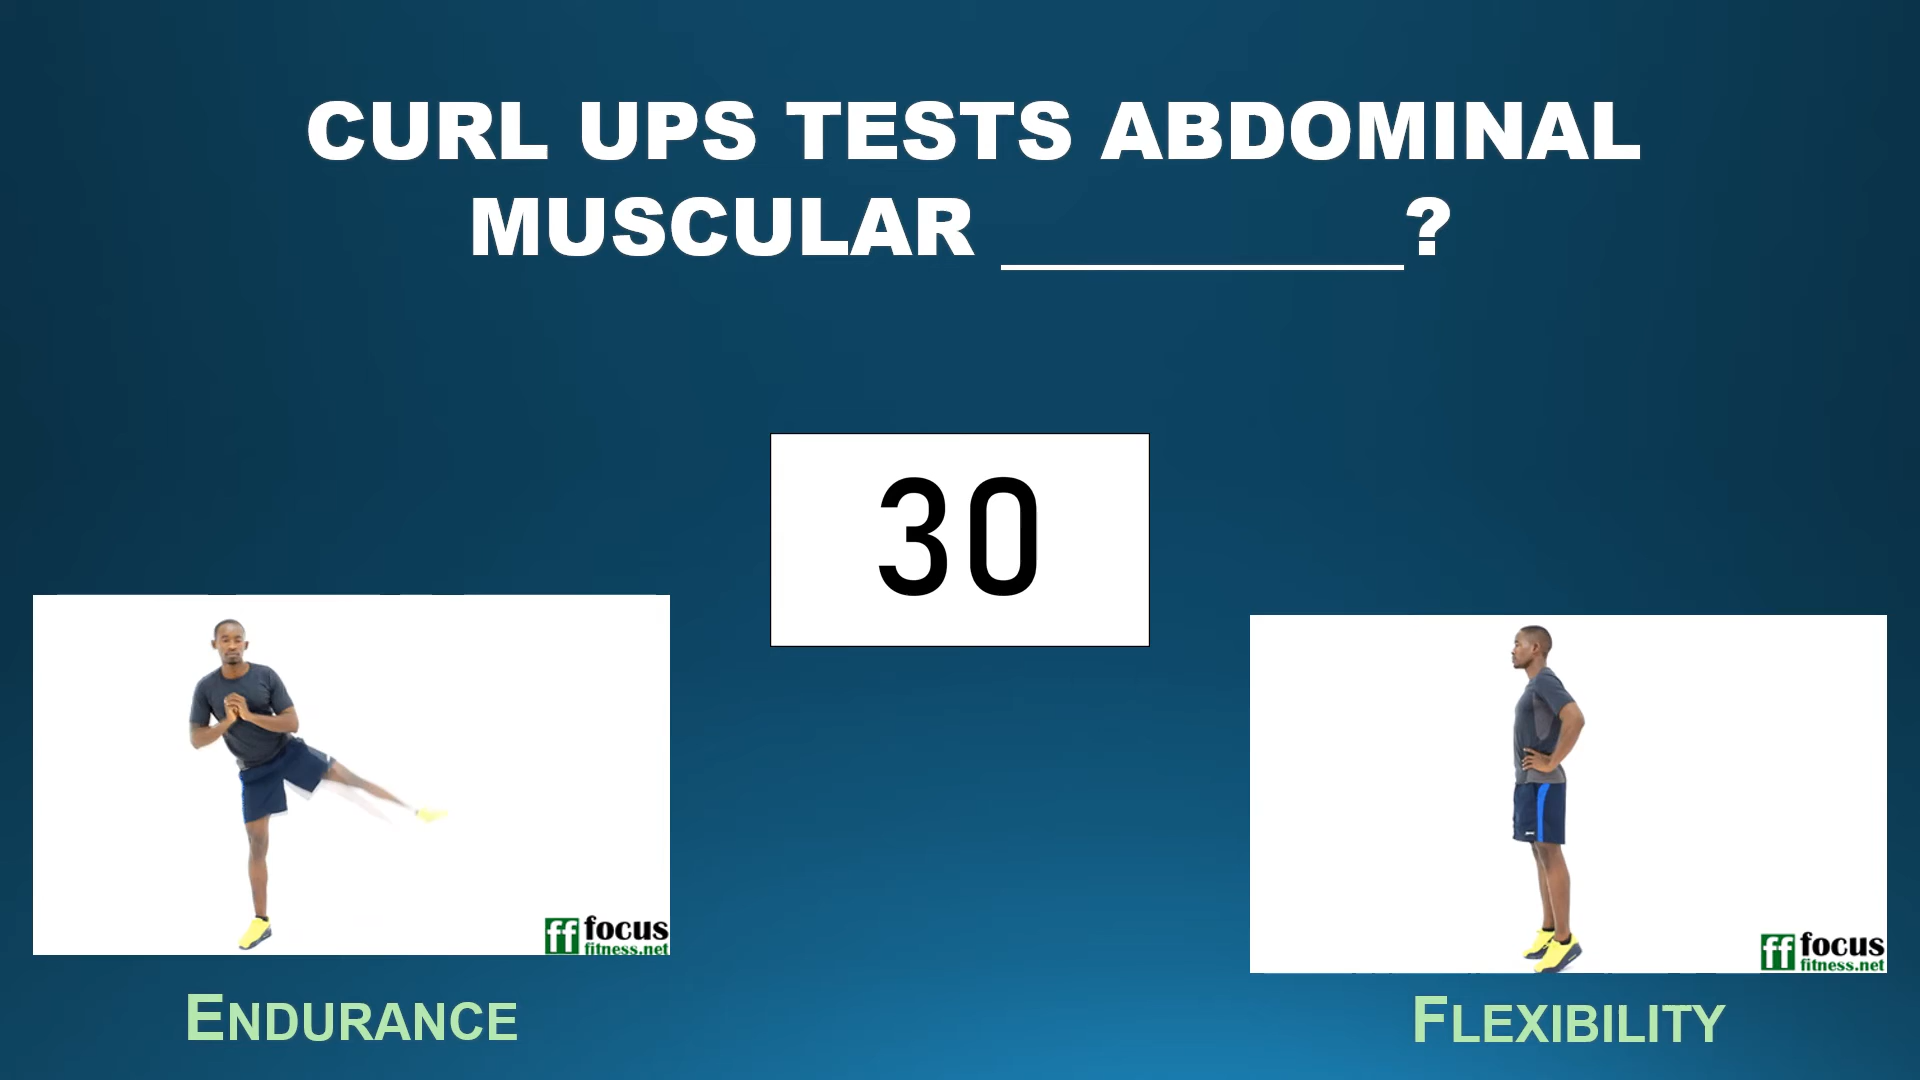 CURL UPS TESTS ABDOMINAL
MUSCULAR __________?
30
ff focus
fitness.net
ff focus
fitness.net
ENDURANCE
FLEXIBILITY